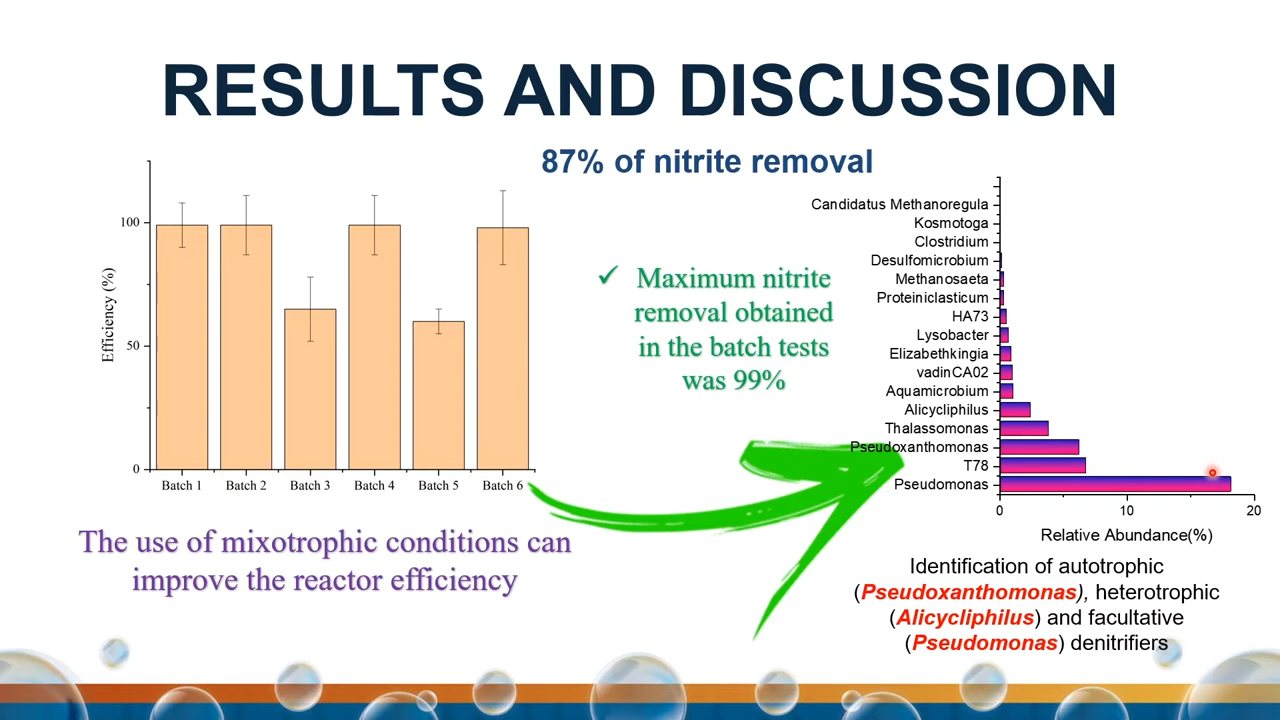 RESULTS AND DISCUSSION
87% of nitrite removal
Efficiency (%)
100
50
0
Batch 1
Batch 2
Batch 3
Batch 4
Batch 5
Batch 6
The use of mixotrophic conditions can
improve the reactor efficiency
✓ Maximum nitrite
removal obtained
in the batch tests
was 99%
Candidatus Methanoregula
Kosmotoga
Clostridium
Desulfomicrobium
Methanosaeta
Proteiniclasticum
HA73
Lysobacter
Elizabethkingia
vadinCA02
Aquamicrobium
Alicycliphilus
Thalassomonas
Pseudoxanthomonas
T78
Pseudomonas
0
10
20
Relative Abundance(%)
Identification of autotrophic
(Pseudoxanthomonas), heterotrophic
(Alicycliphilus) and facultative
(Pseudomonas) denitrifiers